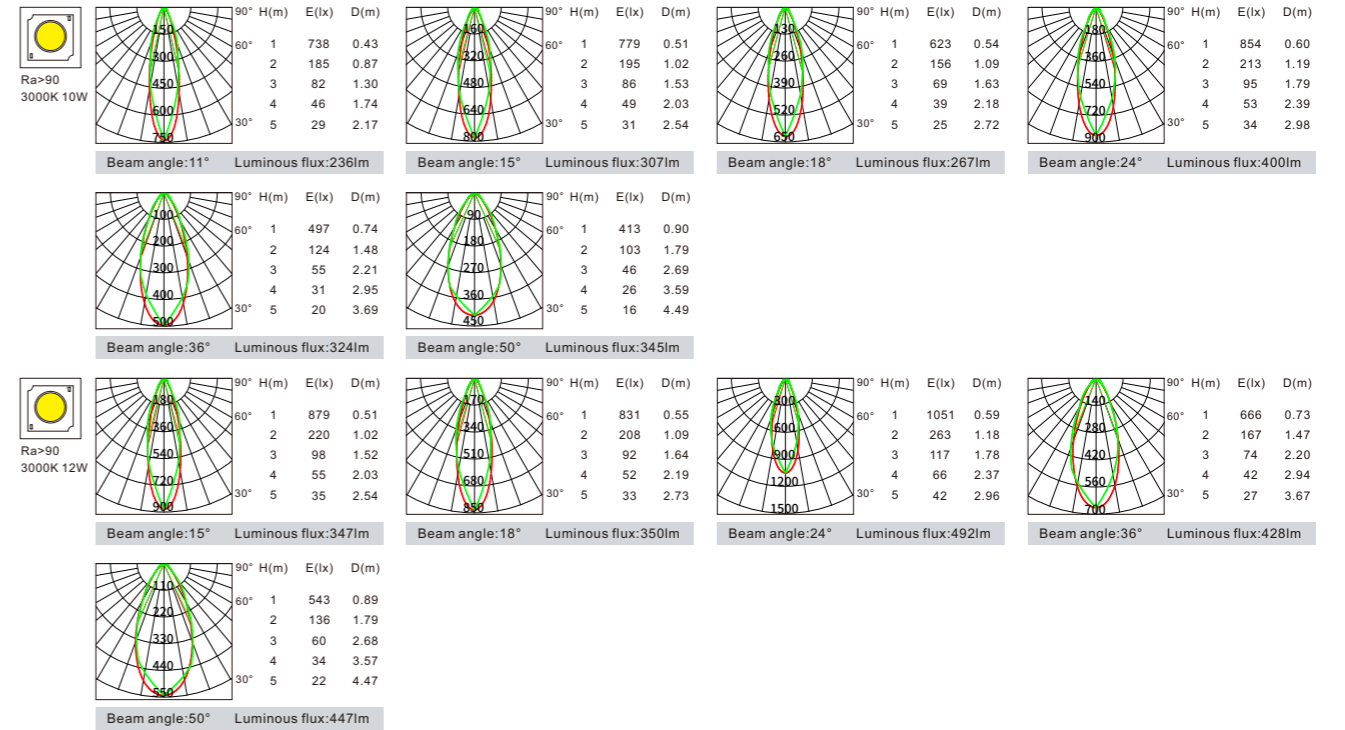 Ra>90
3000K 10W
90° H(m) E(lx) D(m)
150
60° 1 738 0.43
300
2 185 0.87
450
3 82 1.30
600
4 46 1.74
30° 5 29 2.17
750
Beam angle:11° Luminous flux:236lm
90° H(m) E(lx) D(m)
160
60° 1 779 0.51
320
2 195 1.02
480
3 86 1.53
640
4 49 2.03
30° 5 31 2.54
800
Beam angle:15° Luminous flux:307lm
90° H(m) E(lx) D(m)
130
60° 1 623 0.54
260
2 156 1.09
390
3 69 1.63
520
4 39 2.18
30° 5 25 2.72
650
Beam angle:18° Luminous flux:267lm
90° H(m) E(lx) D(m)
180
60° 1 854 0.60
360
2 213 1.19
540
3 95 1.79
720
4 53 2.39
30° 5 34 2.98
900
Beam angle:24° Luminous flux:400lm
90° H(m) E(lx) D(m)
100
60° 1 497 0.74
200
2 124 1.48
300
3 55 2.21
400
4 31 2.95
30° 5 20 3.69
500
Beam angle:36° Luminous flux:324lm
90° H(m) E(lx) D(m)
90
60° 1 413 0.90
180
2 103 1.79
270
3 46 2.69
360
4 26 3.59
30° 5 16 4.49
450
Beam angle:50° Luminous flux:345lm
Ra>90
3000K 12W
90° H(m) E(lx) D(m)
180
60° 1 879 0.51
360
2 220 1.02
540
3 98 1.52
720
4 55 2.03
30° 5 35 2.54
900
Beam angle:15° Luminous flux:347lm
90° H(m) E(lx) D(m)
170
60° 1 831 0.55
340
2 208 1.09
510
3 92 1.64
680
4 52 2.19
30° 5 33 2.73
850
Beam angle:18° Luminous flux:350lm
90° H(m) E(lx) D(m)
300
60° 1 1051 0.59
600
2 263 1.18
900
3 117 1.78
1200
4 66 2.37
30° 5 42 2.96
1500
Beam angle:24° Luminous flux:492lm
90° H(m) E(lx) D(m)
140
60° 1 666 0.73
280
2 167 1.47
420
3 74 2.20
560
4 42 2.94
30° 5 27 3.67
700
Beam angle:36° Luminous flux:428lm
90° H(m) E(lx) D(m)
110
60° 1 543 0.89
220
2 136 1.79
330
3 60 2.68
440
4 34 3.57
30° 5 22 4.47
550
Beam angle:50° Luminous flux:447lm